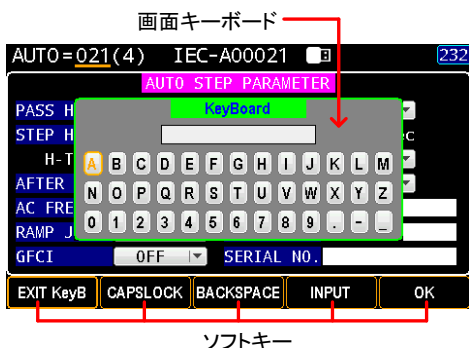 画面キーボード
AUTO=021(4) IEC-A00021 232
AUTO STEP PARAMETER
KeyBoard
PASS H
STEP H c
H-T
AFTER
AC FRE
RAMP J
A B C D E F G H I J K L M
N O P Q R S T U V W X Y Z
0 1 2 3 4 5 6 7 8 9 . - _
GFCI OFF SERIAL NO.
EXIT KeyB CAPSLOCK BACKSPACE INPUT OK
ソフトキー